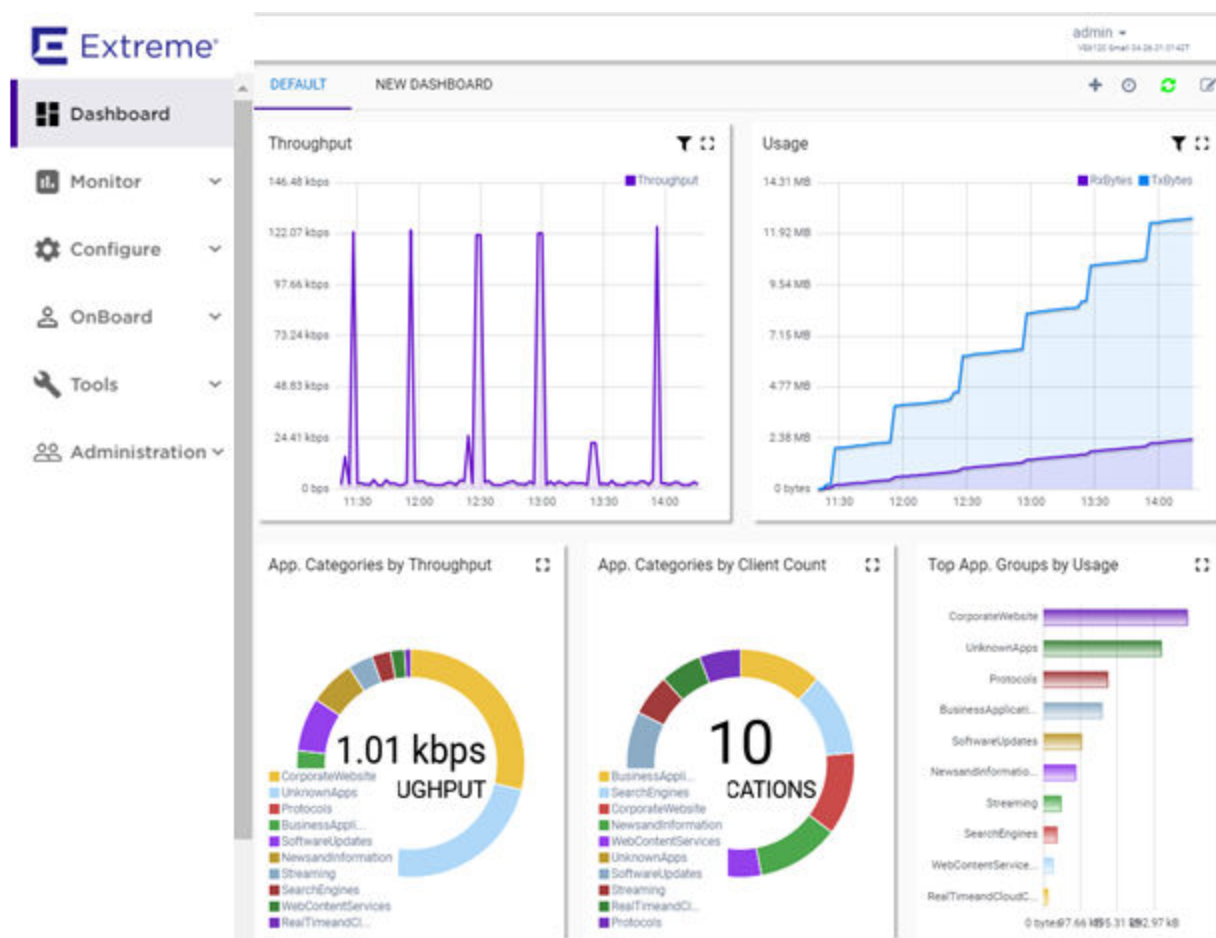 Extreme
admin
DEFAULT NEW DASHBOARD
Dashboard
Monitor
Configure
OnBoard
Tools
Administration
Throughput
Throughput
146.48 kbps
122.07 kbps
97.66 kbps
73.24 kbps
48.83 kbps
24.41 kbps
0 bps
11:30 12:00 12:30 13:00 13:30 14:00
Usage
RxBytes TxBytes
14.31 MB
11.92 MB
9.54 MB
7.15 MB
4.77 MB
2.38 MB
0 bytes
11:30 12:00 12:30 13:00 13:30 14:00
App. Categories by Throughput
1.01 kbps
UGHPUT
CorporateWebsite
UnknownApps
Protocols
BusinessAppli...
SoftwareUpdates
NewsandInformation
Streaming
SearchEngines
WebContentServices
RealTimeandCl...
App. Categories by Client Count
10
CATIONS
BusinessAppli...
SearchEngines
CorporateWebsite
NewsandInformation
WebContentServices
UnknownApps
SoftwareUpdates
Streaming
RealTimeandCl...
Protocols
Top App. Groups by Usage
CorporateWebsite
UnknownApps
Protocols
BusinessApplicati...
SoftwareUpdates
NewsandInformatio...
Streaming
SearchEngines
WebContentService...
RealTimeandCloudC...
0 bytes